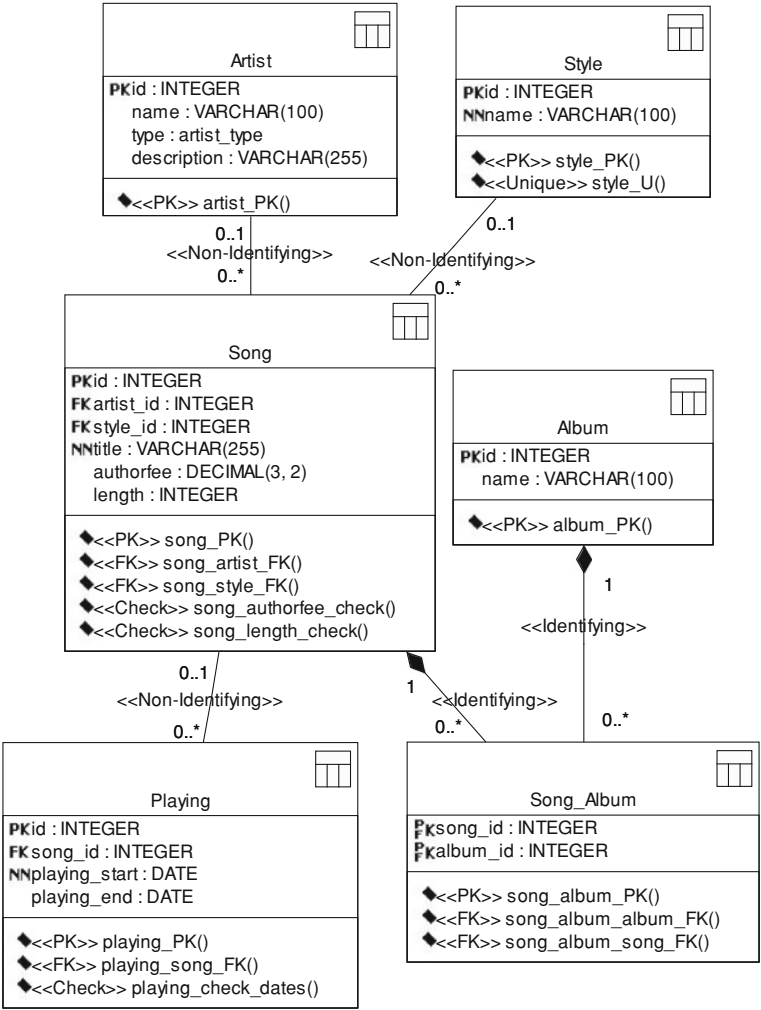 Artist
PK id : INTEGER
name : VARCHAR(100)
type : artist_type
description : VARCHAR(255)
<<PK>> artist_PK()
Style
PK id : INTEGER
NN name : VARCHAR(100)
<<PK>> style_PK()
<<Unique>> style_U()
0..1
<<Non-Identifying>>
0..*
0..1
<<Non-Identifying>>
0..*
Song
PK id : INTEGER
FK artist_id : INTEGER
FK style_id : INTEGER
NN title : VARCHAR(255)
authorfee : DECIMAL(3, 2)
length : INTEGER
<<PK>> song_PK()
<<FK>> song_artist_FK()
<<FK>> song_style_FK()
<<Check>> song_authorfee_check()
<<Check>> song_length_check()
Album
PK id : INTEGER
name : VARCHAR(100)
<<PK>> album_PK()
1
<<Identifying>>
0..*
0..1
<<Non-Identifying>>
0..*
1
<<Identifying>>
0..*
Playing
PK id : INTEGER
FK song_id : INTEGER
NN playing_start : DATE
playing_end : DATE
<<PK>> playing_PK()
<<FK>> playing_song_FK()
<<Check>> playing_check_dates()
Song_Album
PFK song_id : INTEGER
PFK album_id : INTEGER
<<PK>> song_album_PK()
<<FK>> song_album_album_FK()
<<FK>> song_album_song_FK()